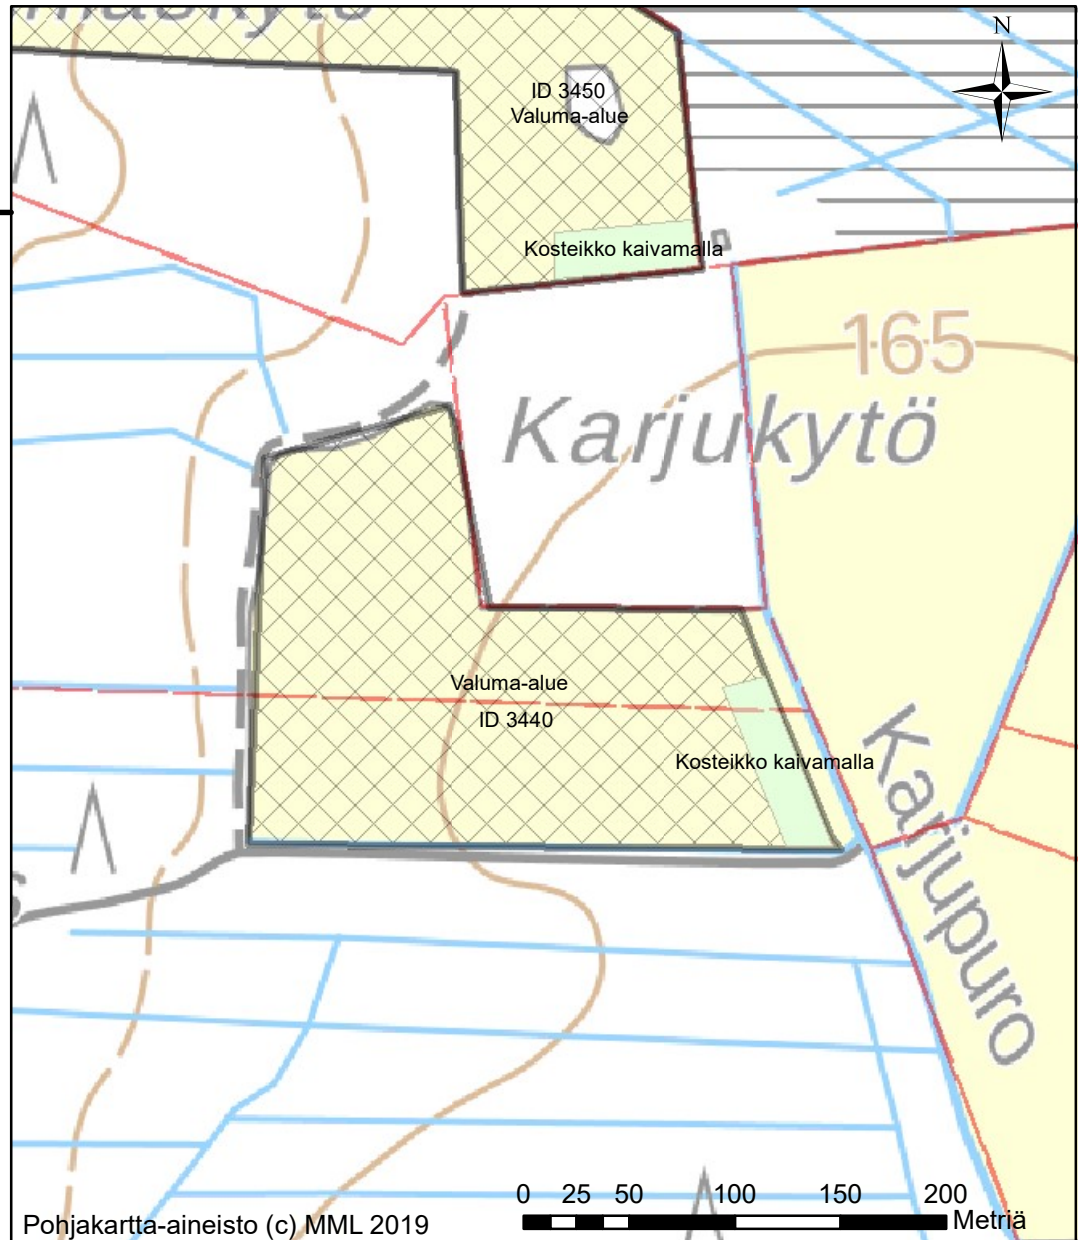 N
ID 3450
Valuma-alue
Kosteikko kaivamalla
165
Karjukytö
Valuma-alue
ID 3440
Kosteikko kaivamalla
Karjupuro
0 25 50 100 150 200
Metriä
Pohjakartta-aineisto (c) MML 2019